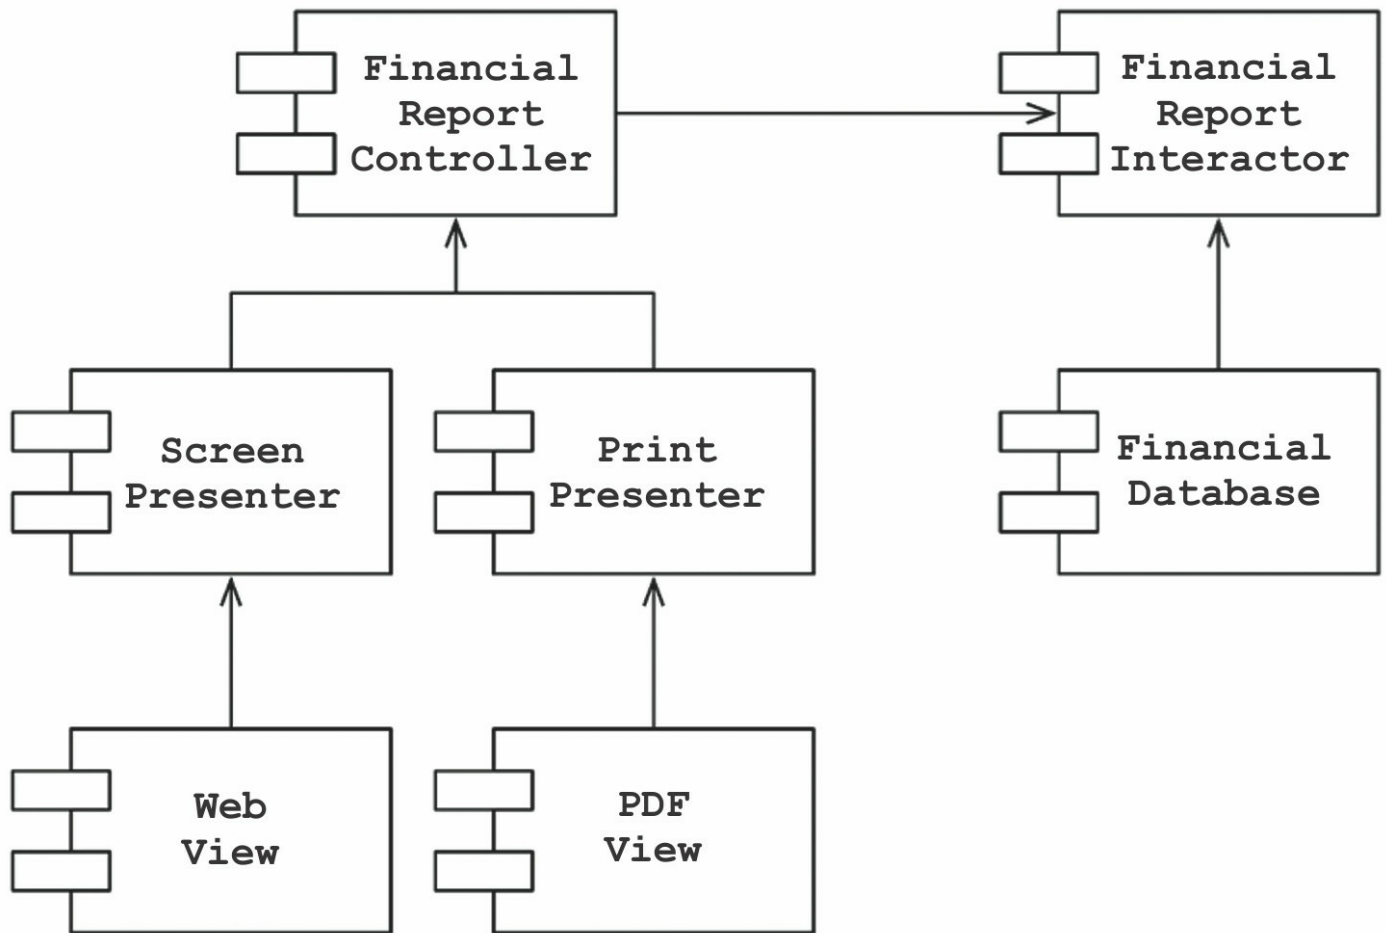 Financial
Report
Controller
Financial
Report
Interactor
Screen
Presenter
Print
Presenter
Financial
Database
Web
View
PDF
View